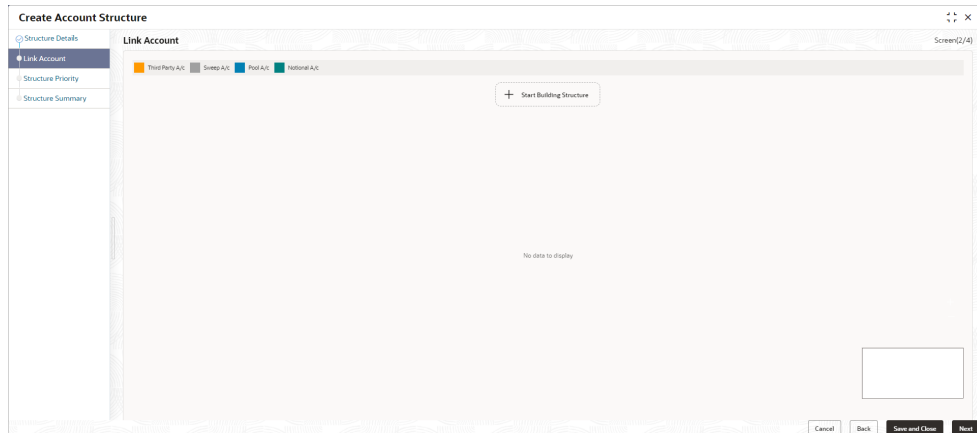 Create Account Structure
Structure Details
Link Account
Structure Priority
Structure Summary
Link Account
Screen(2/4)
Third Party A/c Sweep A/c Pool A/c Notional A/c
Start Building Structure
No data to display
Cancel Back Save and Close Next